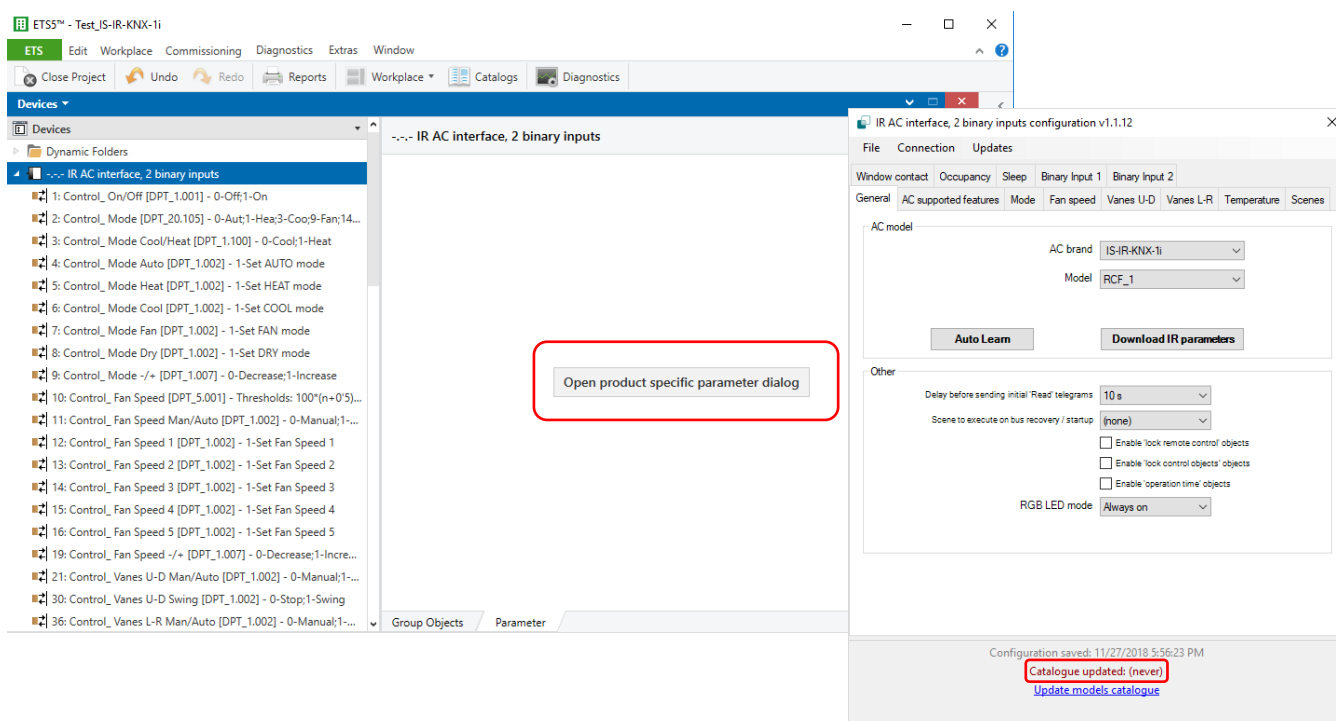 ETS5™ - Test_IS-IR-KNX-1i
ETS Edit Workplace Commissioning Diagnostics Extras Window
Close Project Undo Redo Reports Workplace Catalogs Diagnostics
Devices
Devices
Dynamic Folders
-.-.- IR AC interface, 2 binary inputs
1: Control_ On/Off [DPT_1.001] - 0-Off;1-On
2: Control_ Mode [DPT_20.105] - 0-Aut;1-Hea;3-Coo;9-Fan;14...
3: Control_ Mode Cool/Heat [DPT_1.100] - 0-Cool;1-Heat
4: Control_ Mode Auto [DPT_1.002] - 1-Set AUTO mode
5: Control_ Mode Heat [DPT_1.002] - 1-Set HEAT mode
6: Control_ Mode Cool [DPT_1.002] - 1-Set COOL mode
7: Control_ Mode Fan [DPT_1.002] - 1-Set FAN mode
8: Control_ Mode Dry [DPT_1.002] - 1-Set DRY mode
9: Control_ Mode -/+ [DPT_1.007] - 0-Decrease;1-Increase
10: Control_ Fan Speed [DPT_5.001] - Thresholds: 100*(n+0'5)...
11: Control_ Fan Speed Man/Auto [DPT_1.002] - 0-Manual;1-...
12: Control_ Fan Speed 1 [DPT_1.002] - 1-Set Fan Speed 1
13: Control_ Fan Speed 2 [DPT_1.002] - 1-Set Fan Speed 2
14: Control_ Fan Speed 3 [DPT_1.002] - 1-Set Fan Speed 3
15: Control_ Fan Speed 4 [DPT_1.002] - 1-Set Fan Speed 4
16: Control_ Fan Speed 5 [DPT_1.002] - 1-Set Fan Speed 5
19: Control_ Fan Speed -/+ [DPT_1.007] - 0-Decrease;1-Incre...
21: Control_ Vanes U-D Man/Auto [DPT_1.002] - 0-Manual;1-...
30: Control_ Vanes U-D Swing [DPT_1.002] - 0-Stop;1-Swing
36: Control_ Vanes L-R Man/Auto [DPT_1.002] - 0-Manual;1-...
-.-.- IR AC interface, 2 binary inputs
Open product specific parameter dialog
Group Objects Parameter
IR AC interface, 2 binary inputs configuration v1.1.12
File Connection Updates
Window contact Occupancy Sleep Binary Input 1 Binary Input 2
General AC supported features Mode Fan speed Vanes U-D Vanes L-R Temperature Scenes
AC model
AC brand IS-IR-KNX-1i
Model RCF_1
Auto Learn Download IR parameters
Other
Delay before sending initial 'Read' telegrams 10 s
Scene to execute on bus recovery / startup (none)
Enable 'lock remote control' objects
Enable 'lock control objects' objects
Enable 'operation time' objects
RGB LED mode Always on
Configuration saved: 11/27/2018 5:56:23 PM
Catalogue updated: (never)
Update models catalogue